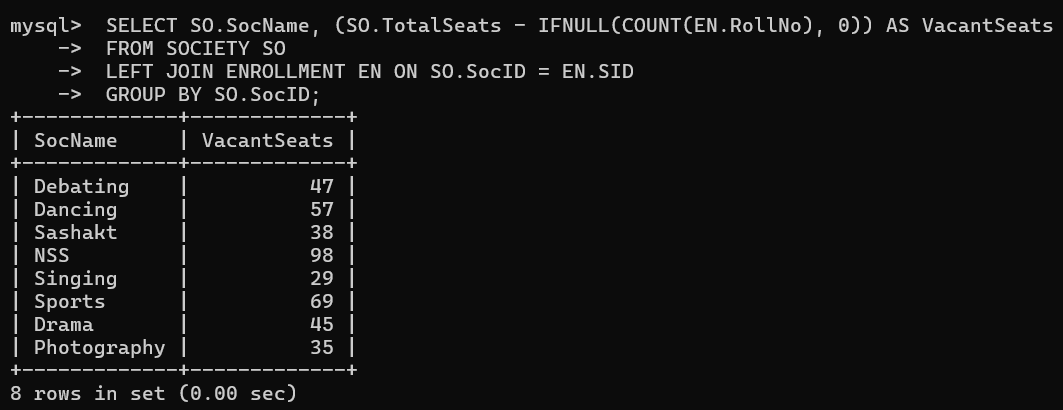 mysql>  SELECT SO.SocName, (SO.TotalSeats - IFNULL(COUNT(EN.RollNo), 0)) AS VacantSeats
    ->  FROM SOCIETY SO
    ->  LEFT JOIN ENROLLMENT EN ON SO.SocID = EN.SID
    ->  GROUP BY SO.SocID;
+-------------+-------------+
| SocName     | VacantSeats |
+-------------+-------------+
| Debating    |          47 |
| Dancing     |          57 |
| Sashakt     |          38 |
| NSS         |          98 |
| Singing     |          29 |
| Sports      |          69 |
| Drama       |          45 |
| Photography |          35 |
+-------------+-------------+
8 rows in set (0.00 sec)